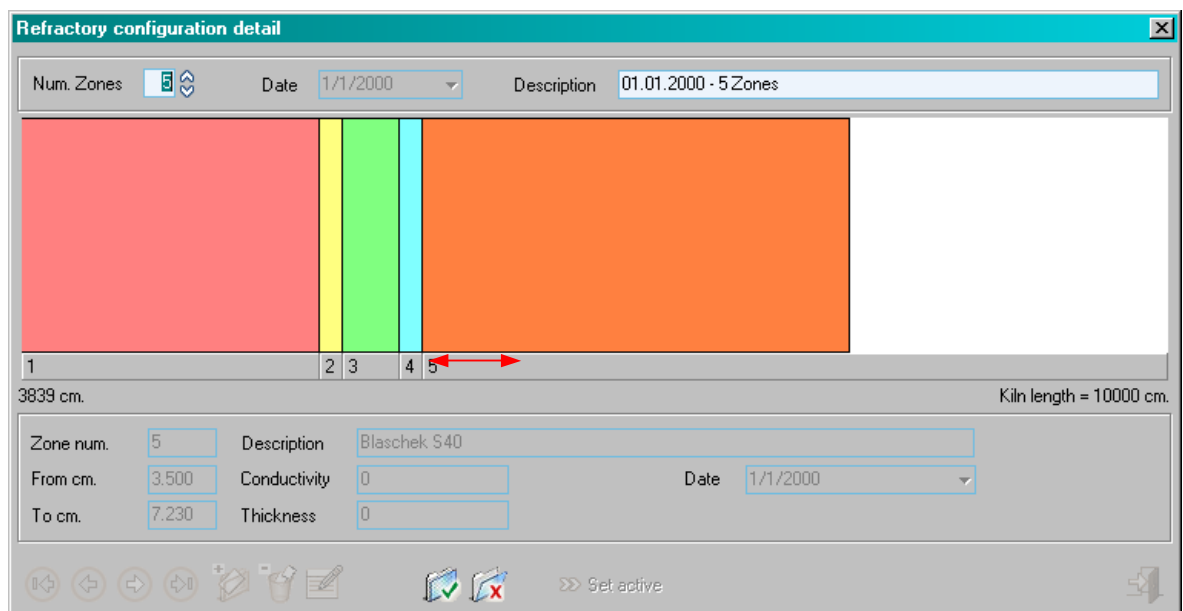 Refractory configuration detail
Num. Zones 5 Date 1/1/2000 Description 01.01.2000 - 5 Zones
1 2 3 4 5
3839 cm. Kiln length = 10000 cm.
Zone num. 5 Description Blaschek S40
From cm. 3.500 Conductivity 0 Date 1/1/2000
To cm. 7.230 Thickness 0
Set active